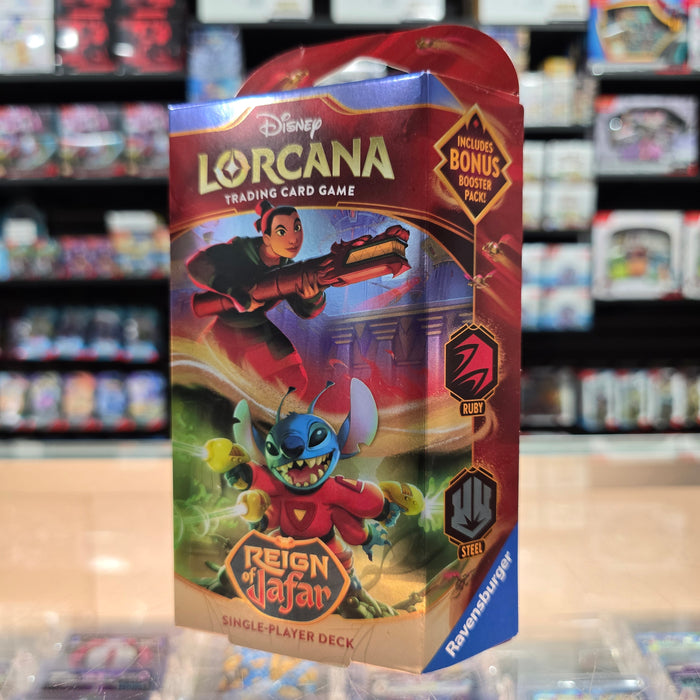 Disney
LORCANA
TRADING CARD GAME
INCLUDES
BONUS
BOOSTER
PACK!
RUBY
STEEL
REIGN
of Jafar
SINGLE-PLAYER DECK
Ravensburger